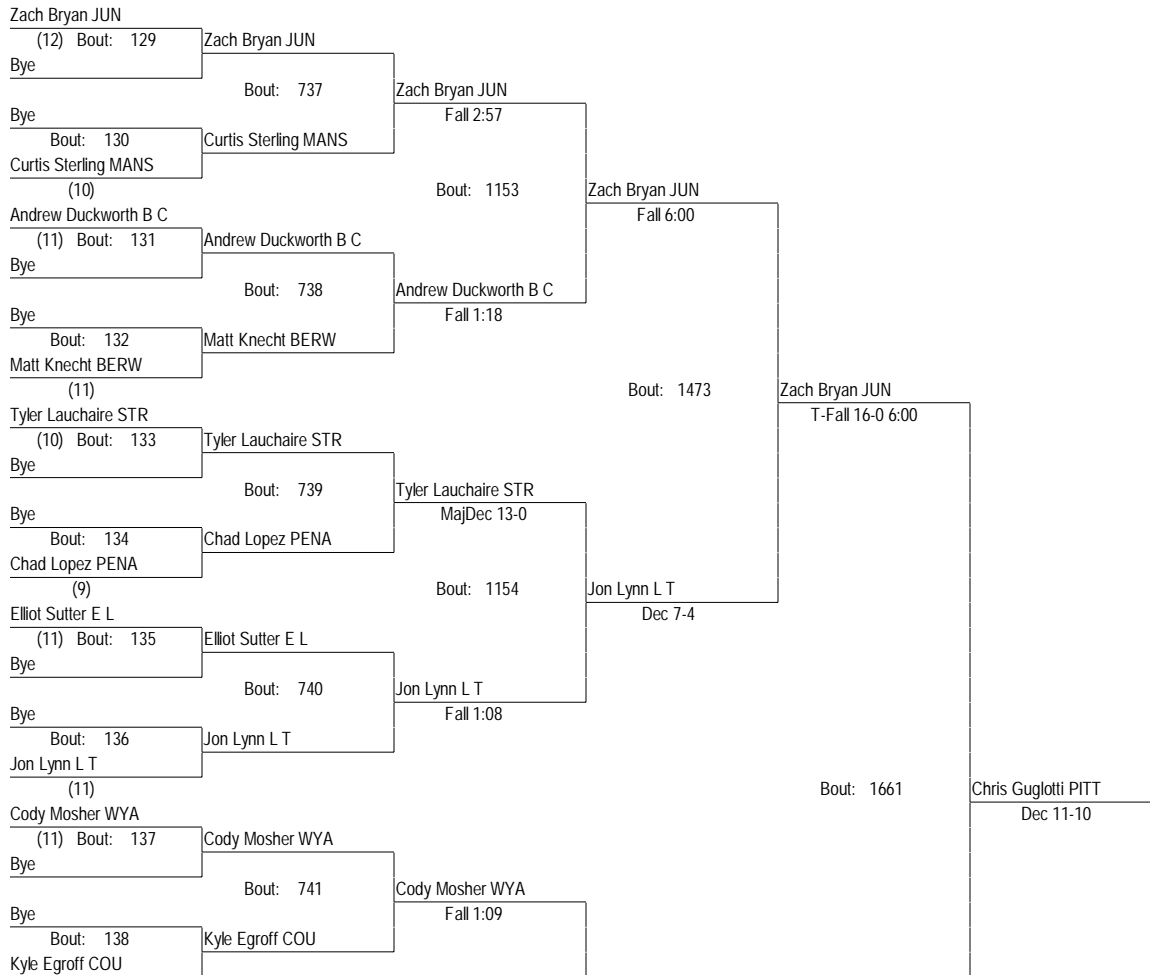 Zach Bryan JUN
(12) Bout: 129
Zach Bryan JUN
Bye
Bout: 737
Zach Bryan JUN
Fall 2:57
Bye
Bout: 130
Curtis Sterling MANS
Curtis Sterling MANS
(10)
Bout: 1153
Zach Bryan JUN
Fall 6:00
Andrew Duckworth B C
(11) Bout: 131
Andrew Duckworth B C
Bye
Bout: 738
Andrew Duckworth B C
Fall 1:18
Bye
Bout: 132
Matt Knecht BERW
Matt Knecht BERW
(11)
Bout: 1473
Zach Bryan JUN
T-Fall 16-0 6:00
Tyler Lauchaire STR
(10) Bout: 133
Tyler Lauchaire STR
Bye
Bout: 739
Tyler Lauchaire STR
MajDec 13-0
Bye
Bout: 134
Chad Lopez PENA
Chad Lopez PENA
(9)
Bout: 1154
Jon Lynn L T
Dec 7-4
Elliot Sutter E L
(11) Bout: 135
Elliot Sutter E L
Bye
Bout: 740
Jon Lynn L T
Fall 1:08
Bye
Bout: 136
Jon Lynn L T
Jon Lynn L T
(11)
Bout: 1661
Chris Guglotti PITT
Dec 11-10
Cody Mosher WYA
(11) Bout: 137
Cody Mosher WYA
Bye
Bout: 741
Cody Mosher WYA
Fall 1:09
Bye
Bout: 138
Kyle Egroff COU
Kyle Egroff COU